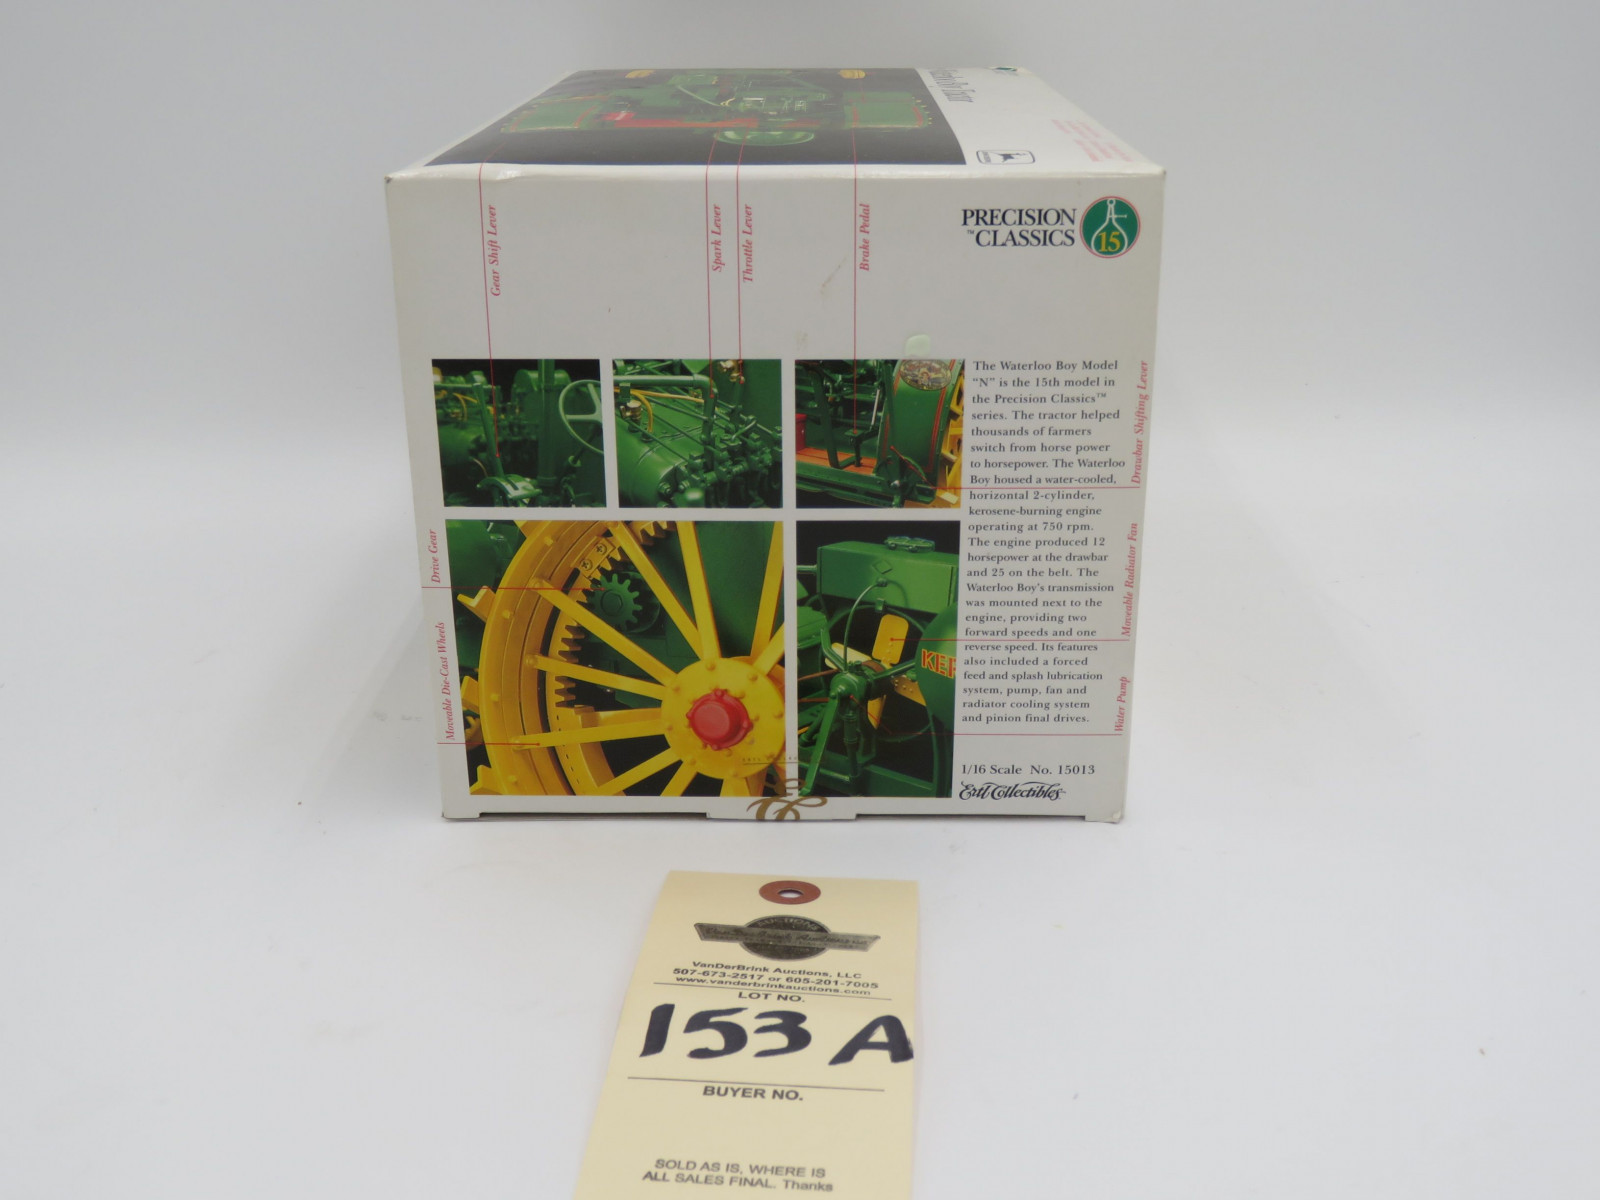 PRECISION
™CLASSICS
15
Gear Shift Lever
Spark Lever
Throttle Lever
Brake Pedal
The Waterloo Boy Model
“N” is the 15th model in
the Precision Classics™
series. The tractor helped
thousands of farmers
switch from horse power
to horsepower. The Waterloo
Boy housed a water-cooled,
horizontal 2-cylinder,
kerosene-burning engine
operating at 750 rpm.
The engine produced 12
horsepower at the drawbar
and 25 on the belt. The
Waterloo Boy's transmission
was mounted next to the
engine, providing two
forward speeds and one
reverse speed. Its features
also included a forced
feed and splash lubrication
system, pump, fan and
radiator cooling system
and pinion final drives.
Drawbar Shifting Lever
Moveable Radiator Fan
Water Pump
Drive Gear
Moveable Die-Cast Wheels
KER
1/16 Scale No. 15013
Ertl Collectibles
AUCTIONS
VanDerBrink Auctions, LLC
507-673-2517 or 605-201-7005
www.vanderbrinkauctions.com
LOT NO.
153A
BUYER NO.
SOLD AS IS, WHERE IS
ALL SALES FINAL. Thanks